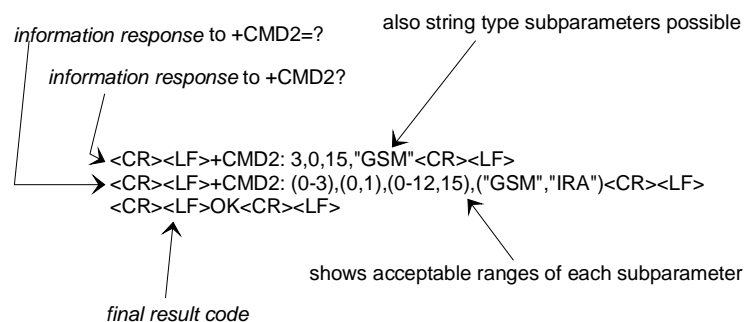 also string type subparameters possible
information response to +CMD2=?
information response to +CMD2?
<CR><LF>+CMD2: 3,0,15,"GSM"<CR><LF>
<CR><LF>+CMD2: (0-3),(0,1),(0-12,15),("GSM","IRA")<CR><LF>
<CR><LF>OK<CR><LF>
shows acceptable ranges of each subparameter
final result code